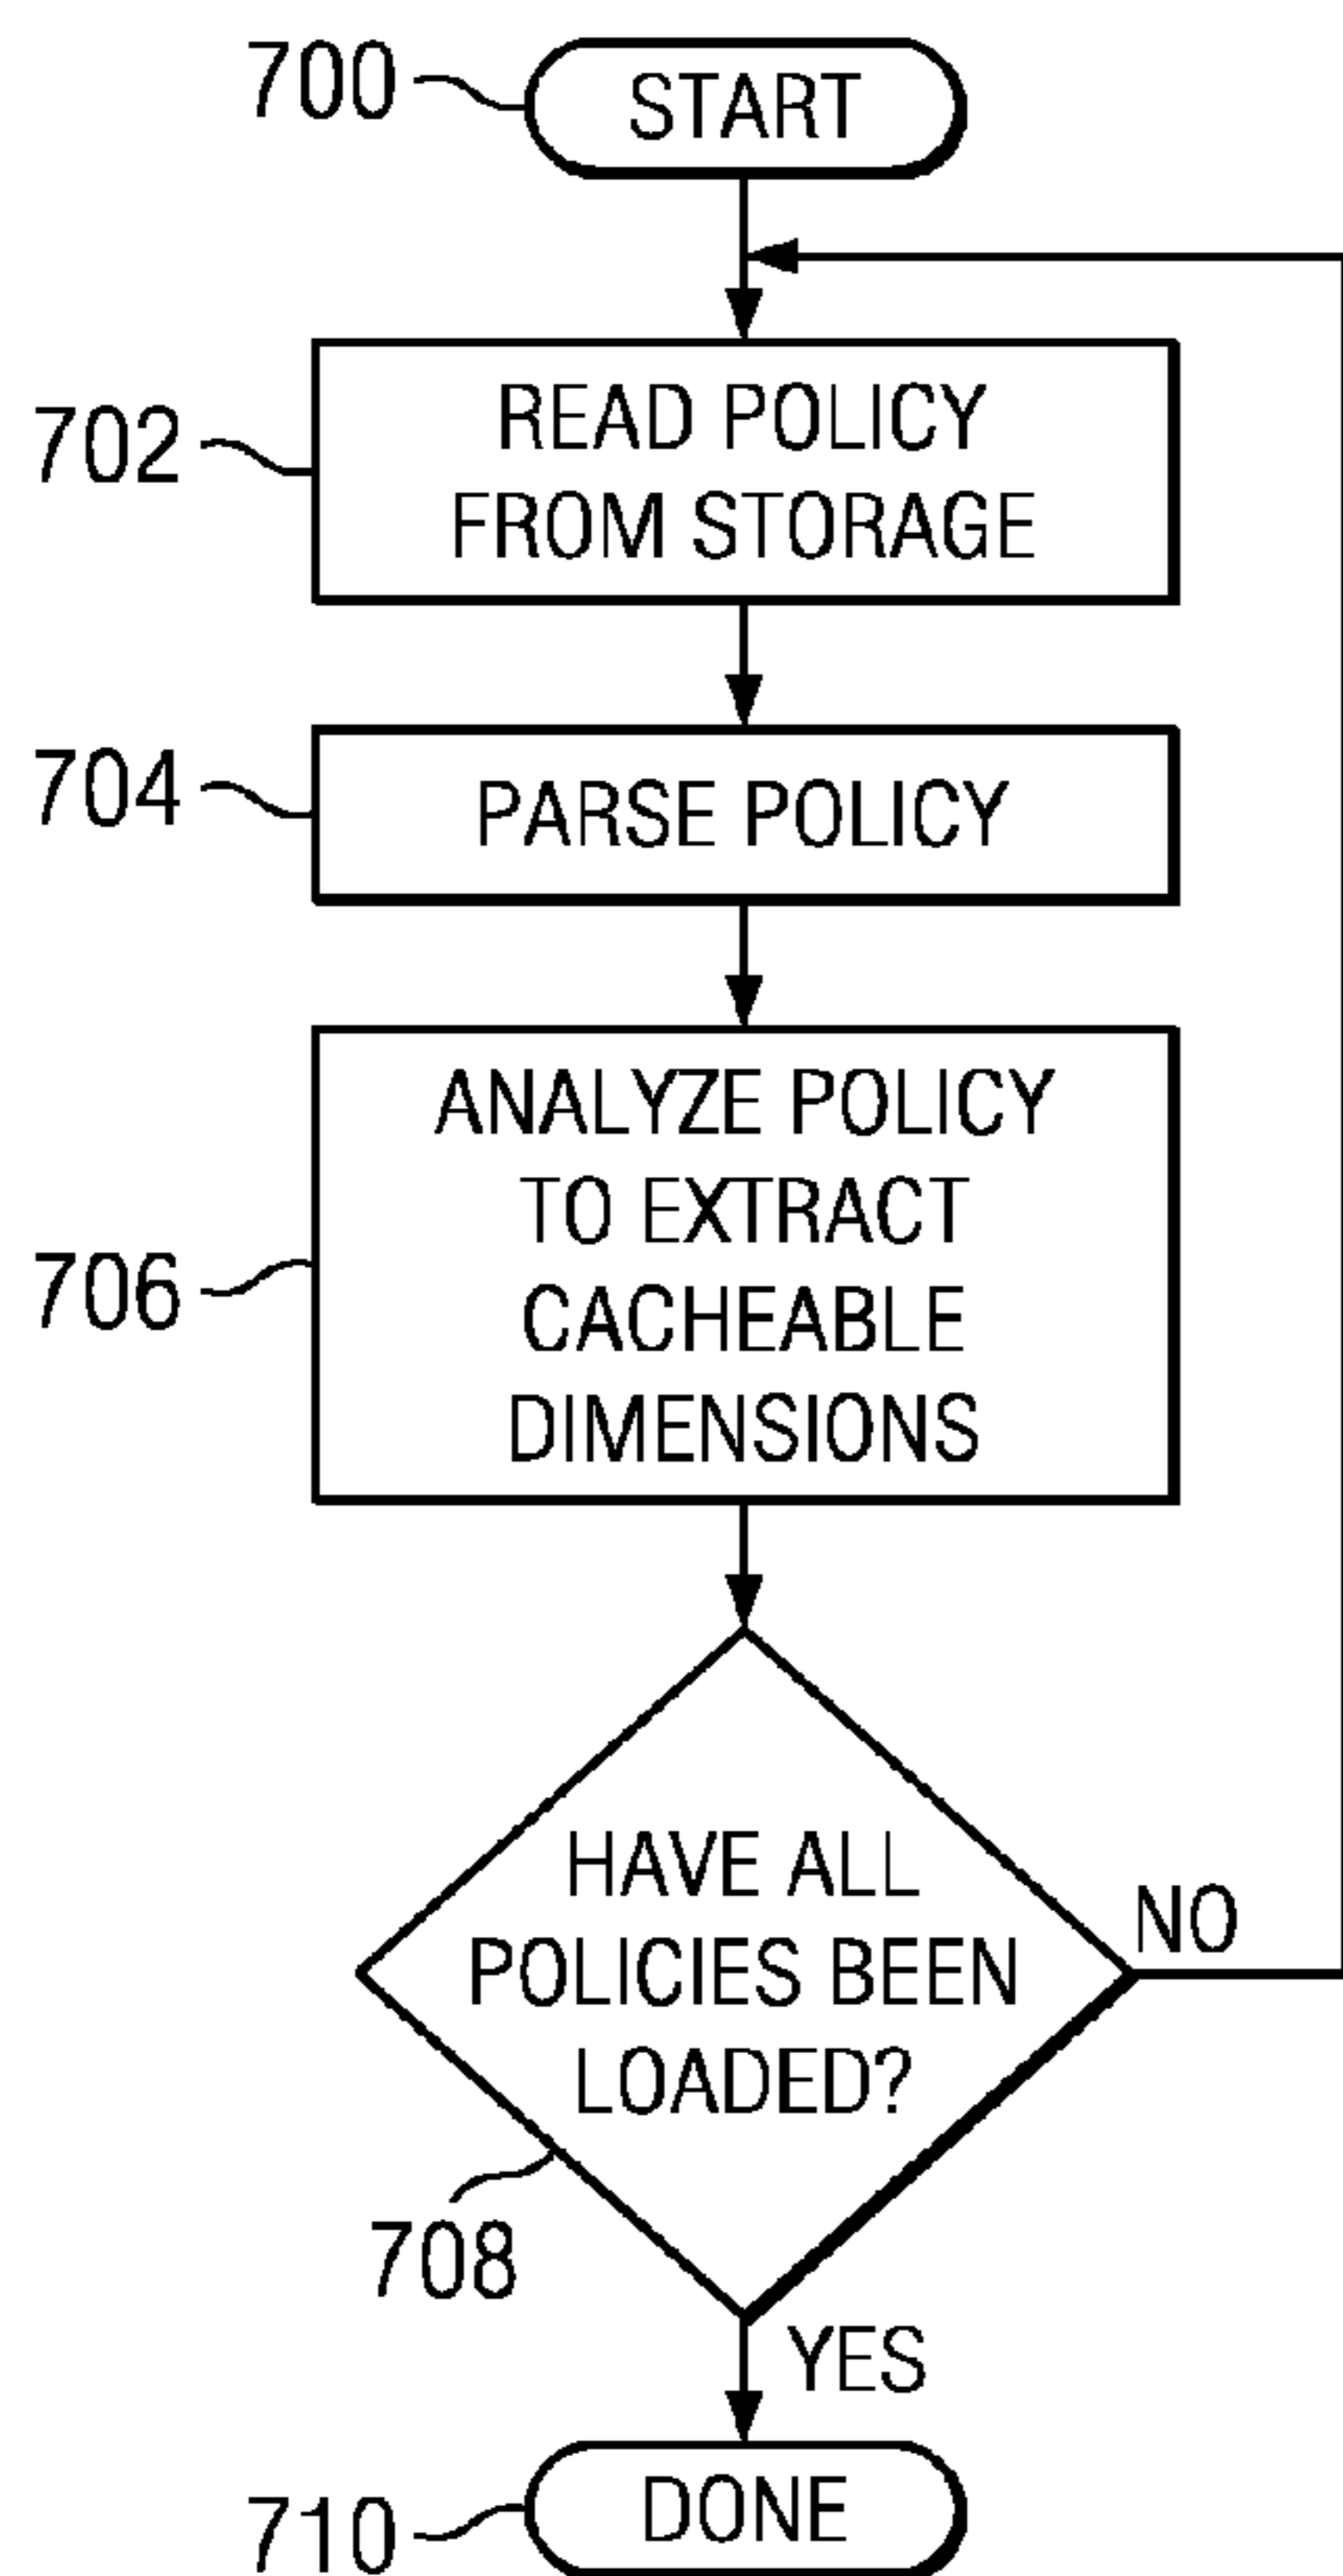 700
START
702
READ POLICY
FROM STORAGE
704
PARSE POLICY
706
ANALYZE POLICY
TO EXTRACT
CACHEABLE
DIMENSIONS
HAVE ALL
POLICIES BEEN
LOADED?
NO
708
YES
710
DONE